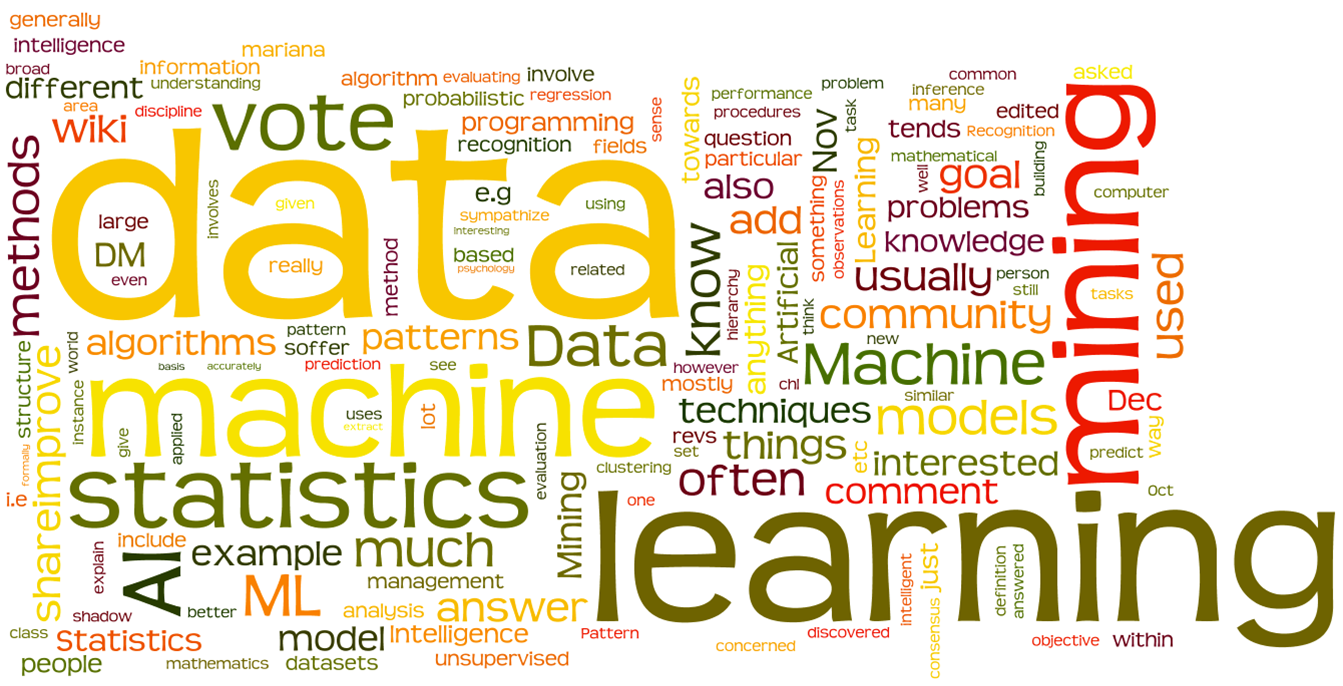 generally
intelligence
mariana
broad
information
different
understanding
algorithm
evaluating
involve
area
discipline
wiki
vote
probabilistic
regression
programming
recognition
fields
sense
towards
performance
procedures
question
particular
problem
Nov
task
common
inference
many
edited
asked
tends
Recognition
mathematical
building
well
goal
computer
problems
knowledge
Learning
observations
something
also
add
methods
data
large
DM
even
involves
given
really
method
e.g
sympathize
interesting
based
psychology
using
related
know
hierarchy
anything
Artificial
think
usually
person
still
community
new
mining
tasks
used
structure
shareimprove
world
instance
algorithms
pattern
soffer
patterns
Data
basis
accurately
prediction
see
however
mostly
chl
Machine
machine
uses
extract
lot
give
applied
techniques
similar
models
Dec
way
predict
revs
set
things
etc
interested
clustering
evaluation
often
comment
Oct
formally
i.e
statistics
Mining
one
learning
explain
include
AI
example
much
management
shadow
better
ML
analysis
answer
intelligent
just
consensus
definition
answered
class
Statistics
model
Intelligence
Pattern
concerned
discovered
objective
within
people
mathematics
datasets
unsupervised